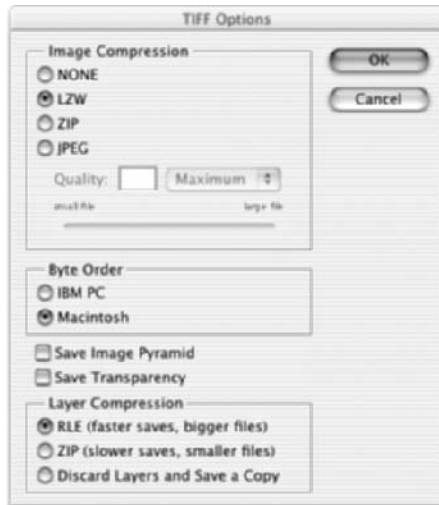 TIFF Options
Image Compression
NONE
LZW
ZIP
JPEG
Quality: Maximum
small file large file
Byte Order
IBM PC
Macintosh
Save Image Pyramid
Save Transparency
Layer Compression
RLE (faster saves, bigger files)
ZIP (slower saves, smaller files)
Discard Layers and Save a Copy
OK
Cancel